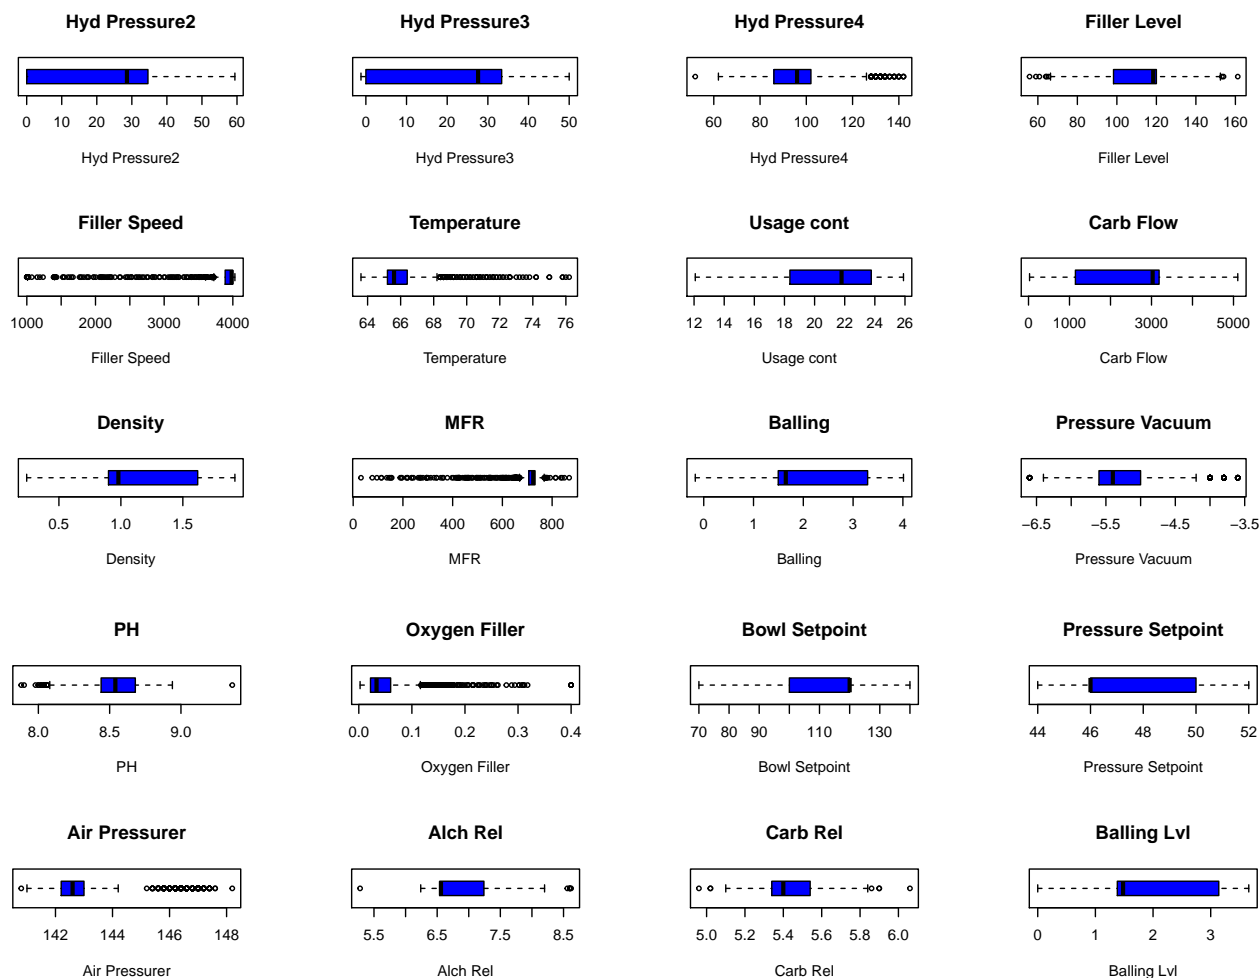 Hyd Pressure2 Hyd Pressure3 Hyd Pressure4 Filler Level
0 10 20 30 40 50 60 0 10 20 30 40 50 60 80 100 120 140 60 80 100 120 140 160
Hyd Pressure2 Hyd Pressure3 Hyd Pressure4 Filler Level
Filler Speed Temperature Usage cont Carb Flow
1000 2000 3000 4000 64 66 68 70 72 74 76 12 14 16 18 20 22 24 26 0 1000 3000 5000
Filler Speed Temperature Usage cont Carb Flow
Density MFR Balling Pressure Vacuum
0.5 1.0 1.5 0 200 400 600 800 0 1 2 3 4 −6.5 −5.5 −4.5 −3.5
Density MFR Balling Pressure Vacuum
PH Oxygen Filler Bowl Setpoint Pressure Setpoint
8.0 8.5 9.0 0.0 0.1 0.2 0.3 0.4 70 80 90 110 130 44 46 48 50 52
PH Oxygen Filler Bowl Setpoint Pressure Setpoint
Air Pressurer Alch Rel Carb Rel Balling Lvl
142 144 146 148 5.5 6.5 7.5 8.5 5.0 5.2 5.4 5.6 5.8 6.0 0 1 2 3
Air Pressurer Alch Rel Carb Rel Balling Lvl